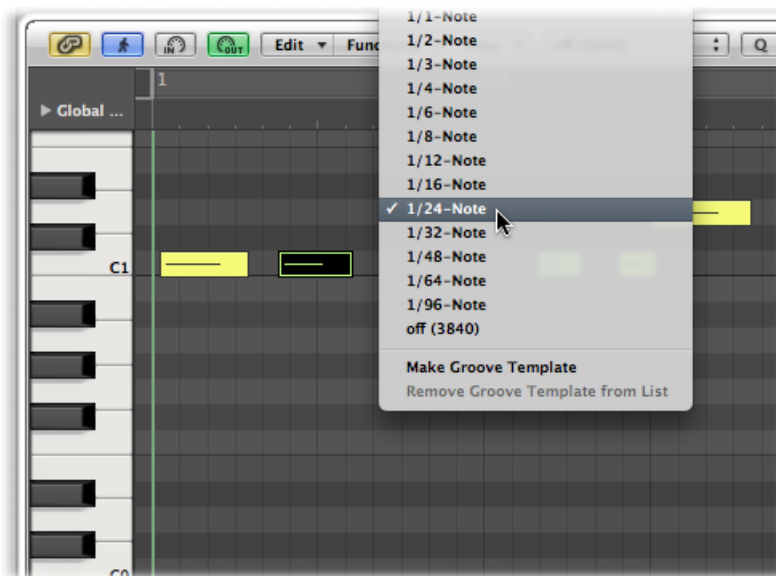 IN
OUT
Edit
Func
Q
1
Global ...
C1
C0
1/1-Note
1/2-Note
1/3-Note
1/4-Note
1/6-Note
1/8-Note
1/12-Note
1/16-Note
✓ 1/24-Note
1/32-Note
1/48-Note
1/64-Note
1/96-Note
off (3840)
Make Groove Template
Remove Groove Template from List